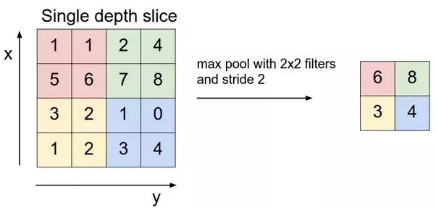 Single depth slice
x
1 1 2 4
5 6 7 8
3 2 1 0
1 2 3 4
y
max pool with 2x2 filters
and stride 2
6 8
3 4